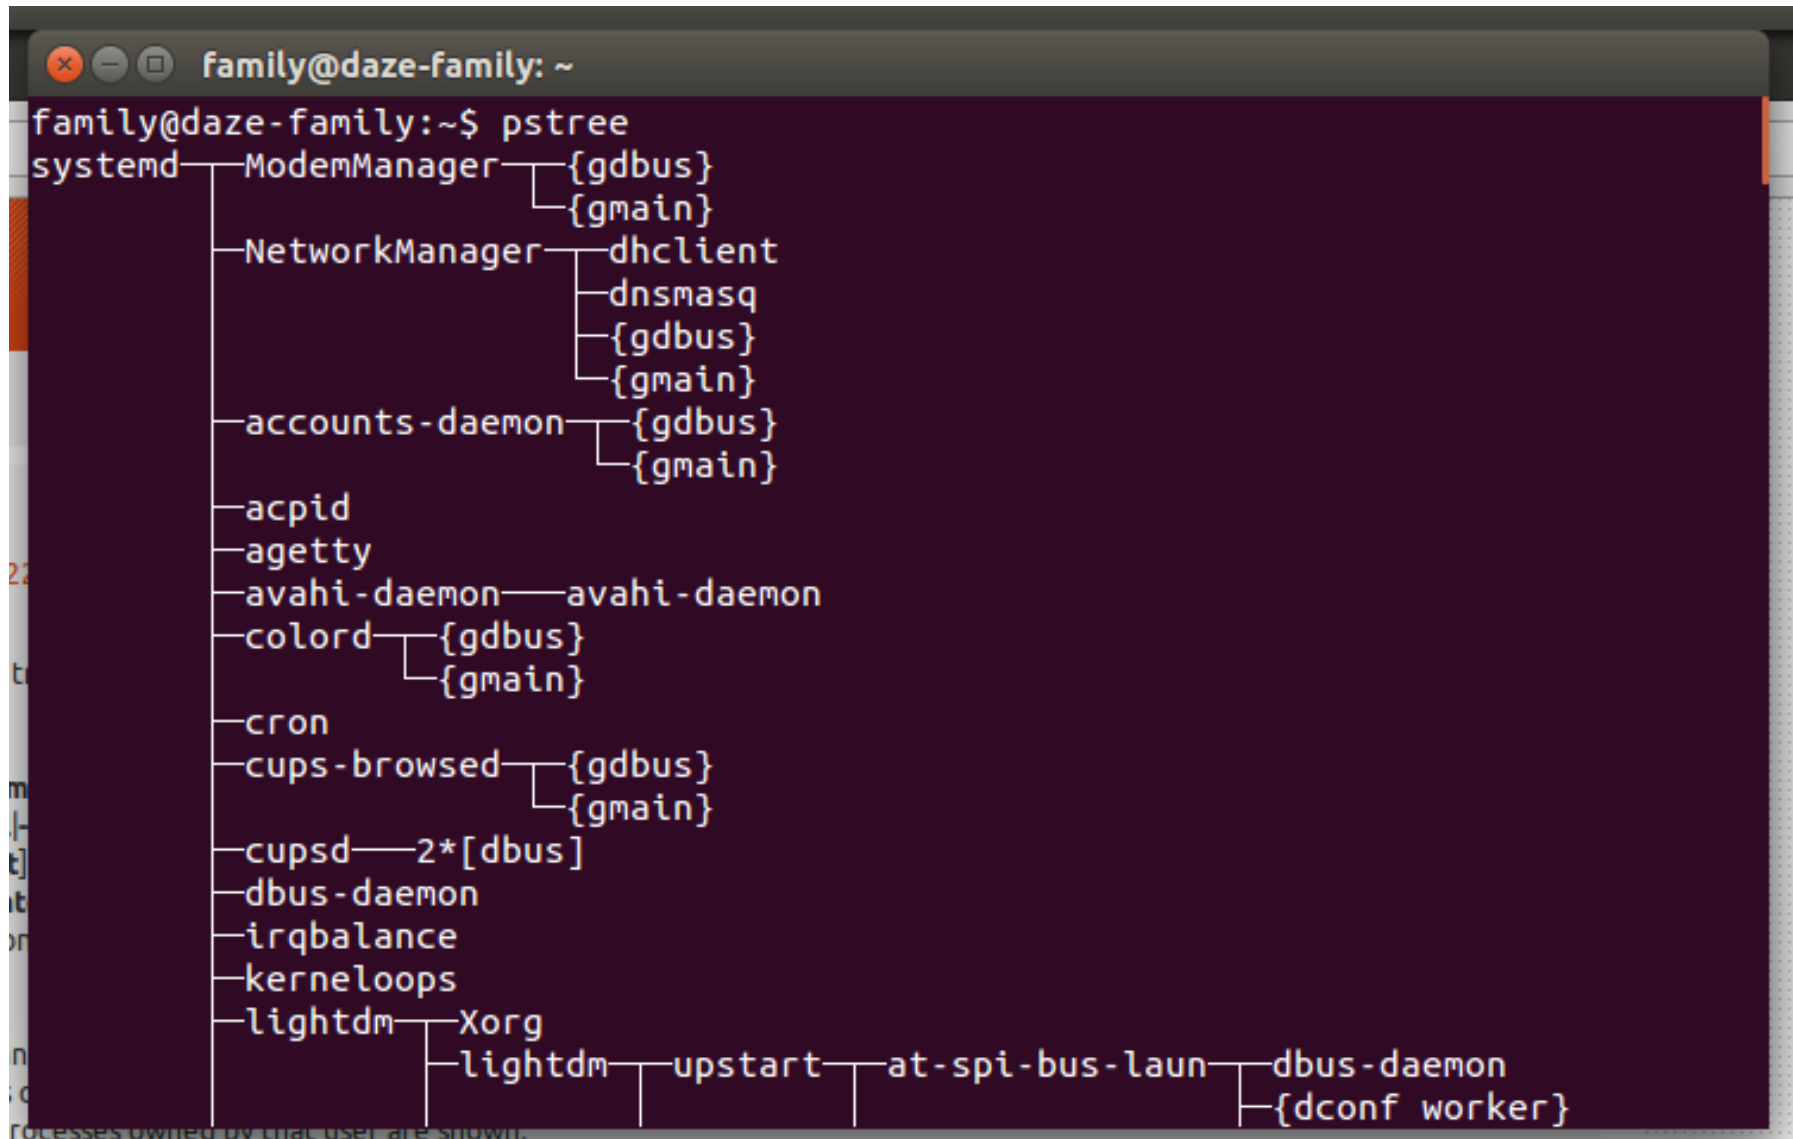 family@daze-family: ~
family@daze-family:~$ pstree
systemd─┬─ModemManager─┬─{gdbus}
        │              └─{gmain}
        ├─NetworkManager─┬─dhclient
        │                ├─dnsmasq
        │                ├─{gdbus}
        │                └─{gmain}
        ├─accounts-daemon─┬─{gdbus}
        │                 └─{gmain}
        ├─acpid
        ├─agetty
        ├─avahi-daemon───avahi-daemon
        ├─colord─┬─{gdbus}
        │        └─{gmain}
        ├─cron
        ├─cups-browsed─┬─{gdbus}
        │              └─{gmain}
        ├─cupsd───2*[dbus]
        ├─dbus-daemon
        ├─irqbalance
        ├─kerneloops
        ├─lightdm─┬─Xorg
        │         ├─lightdm─┬─upstart─┬─at-spi-bus-laun─┬─dbus-daemon
        │         │         │         │                 ├─{dconf worker}